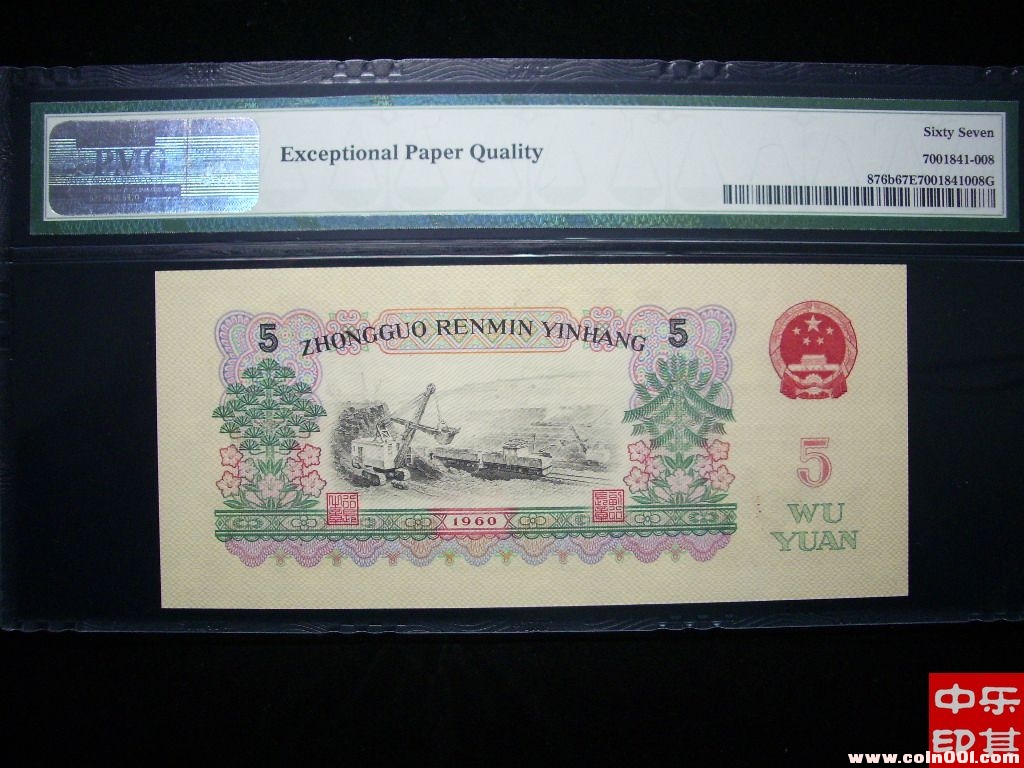 PMG
Exceptional Paper Quality
Sixty Seven
7001841-008
876b67E7001841008G
5
ZHONGGUO RENMIN YINHANG
5
5
WU
YUAN
1960
中乐
印其
www.coin001.com